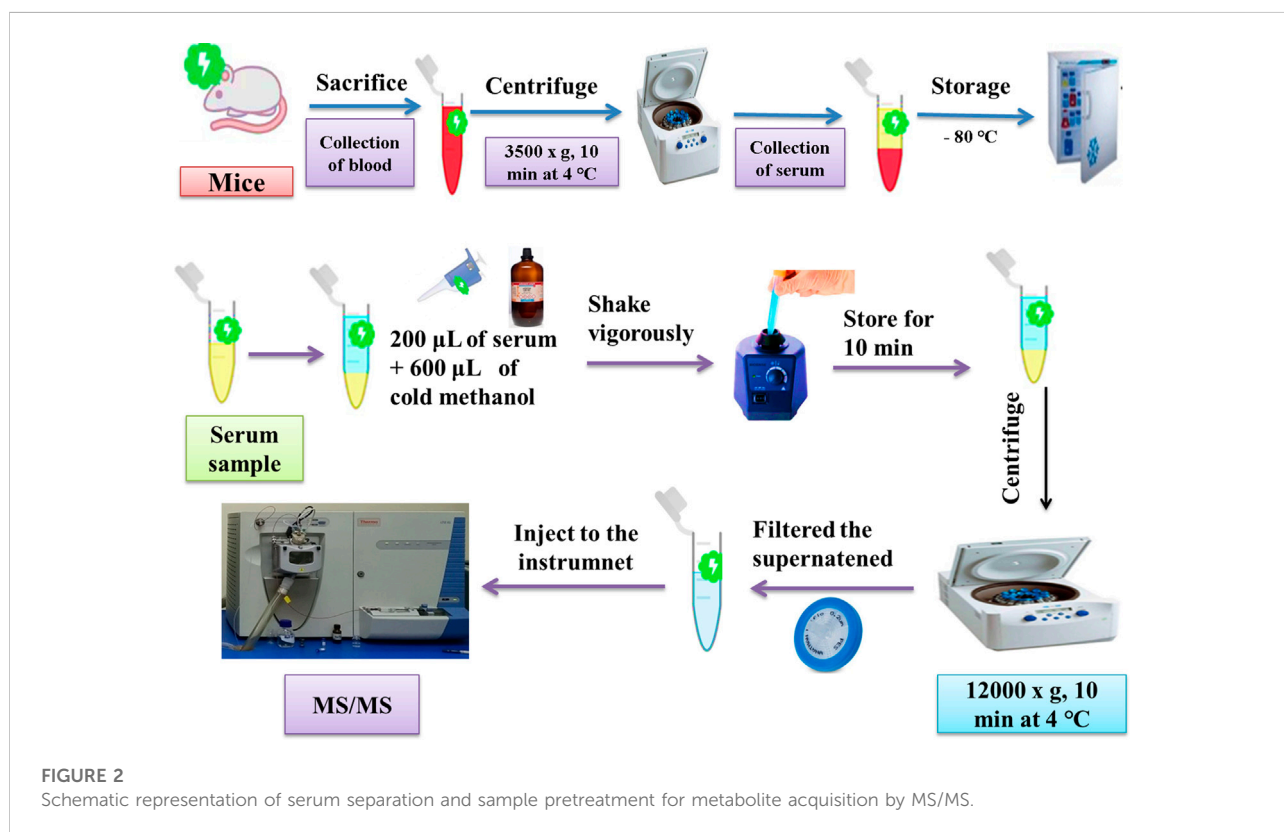 Sacrifice
Centrifuge
Storage
Collection
of blood
3500 x g, 10
min at 4 °C
Collection
of serum
- 80 °C
Mice
200 µL of serum
+ 600 µL of
cold methanol
Shake
vigorously
Store for
10 min
Serum
sample
Centrifuge
Inject to the
instrumnet
Filtered the
supernatened
MS/MS
12000 x g, 10
min at 4 °C
FIGURE 2
Schematic representation of serum separation and sample pretreatment for metabolite acquisition by MS/MS.